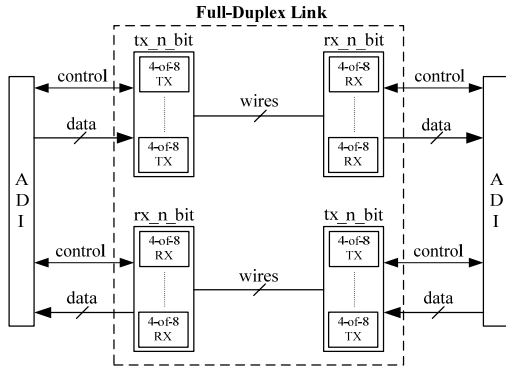 Full-Duplex Link
tx_n_bit
rx_n_bit
control
4-of-8
TX
wires
4-of-8
RX
control
data
4-of-8
TX
4-of-8
RX
data
A
D
I
A
D
I
rx_n_bit
tx_n_bit
control
4-of-8
RX
wires
4-of-8
TX
control
data
4-of-8
RX
4-of-8
TX
data